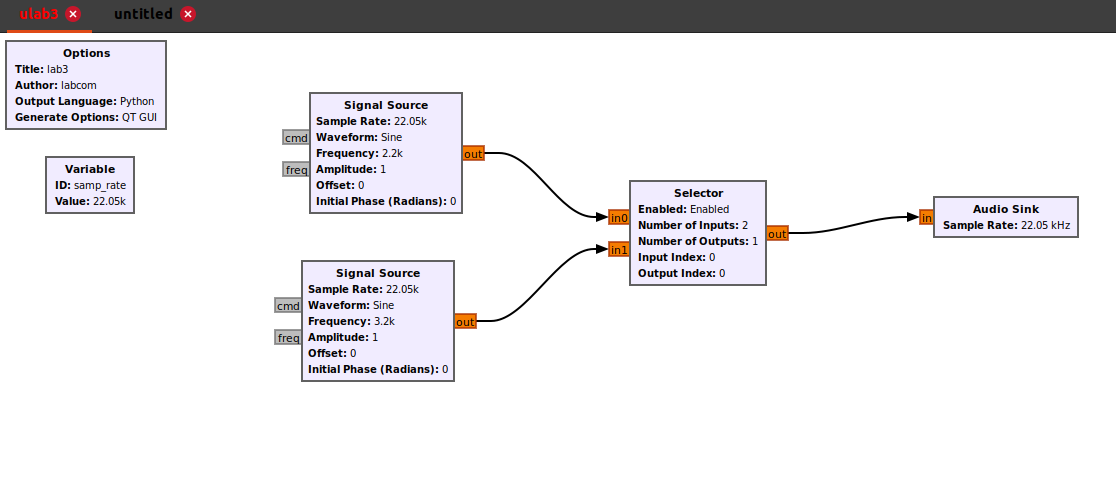 ulab3
untitled
Options
Title: lab3
Author: labcom
Output Language: Python
Generate Options: QT GUI
Variable
ID: samp_rate
Value: 22.05k
Signal Source
Sample Rate: 22.05k
Waveform: Sine
Frequency: 2.2k
Amplitude: 1
Offset: 0
Initial Phase (Radians): 0
cmd
freq
out
Signal Source
Sample Rate: 22.05k
Waveform: Sine
Frequency: 3.2k
Amplitude: 1
Offset: 0
Initial Phase (Radians): 0
cmd
freq
out
Selector
Enabled: Enabled
Number of Inputs: 2
Number of Outputs: 1
Input Index: 0
Output Index: 0
in0
in1
out
Audio Sink
Sample Rate: 22.05 kHz
in